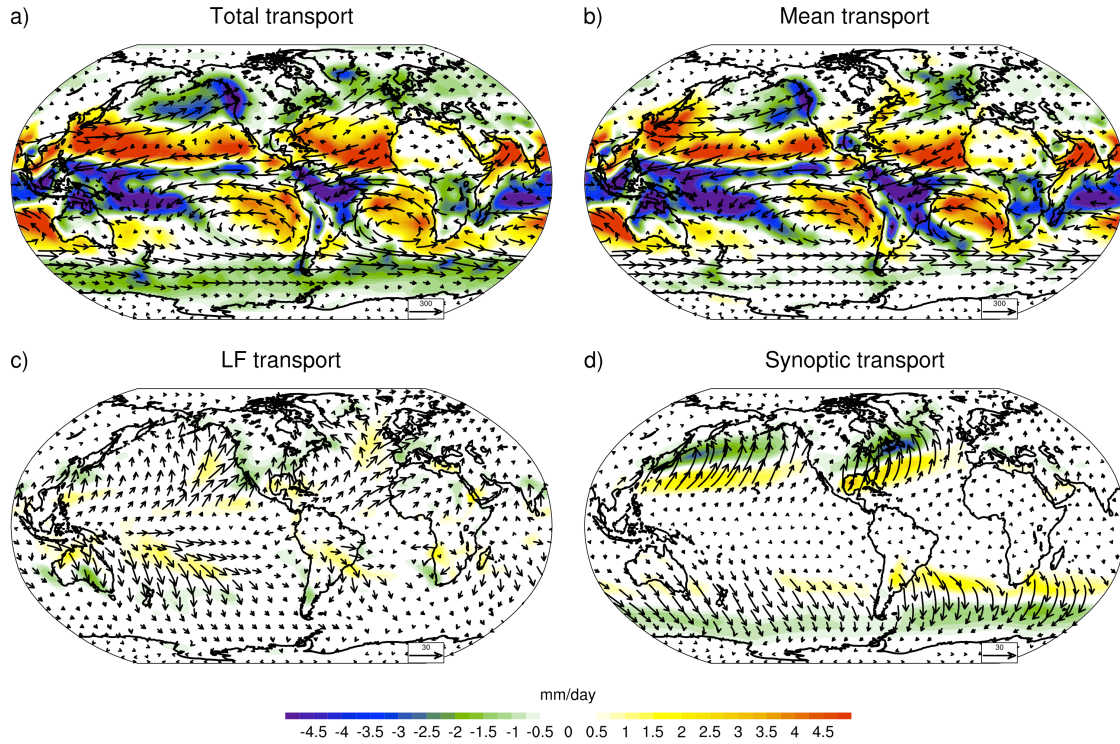 a) Total transport
b) Mean transport
300
300
c) LF transport
d) Synoptic transport
30
30
mm/day
-4.5 -4 -3.5 -3 -2.5 -2 -1.5 -1 -0.5 0 0.5 1 1.5 2 2.5 3 3.5 4 4.5